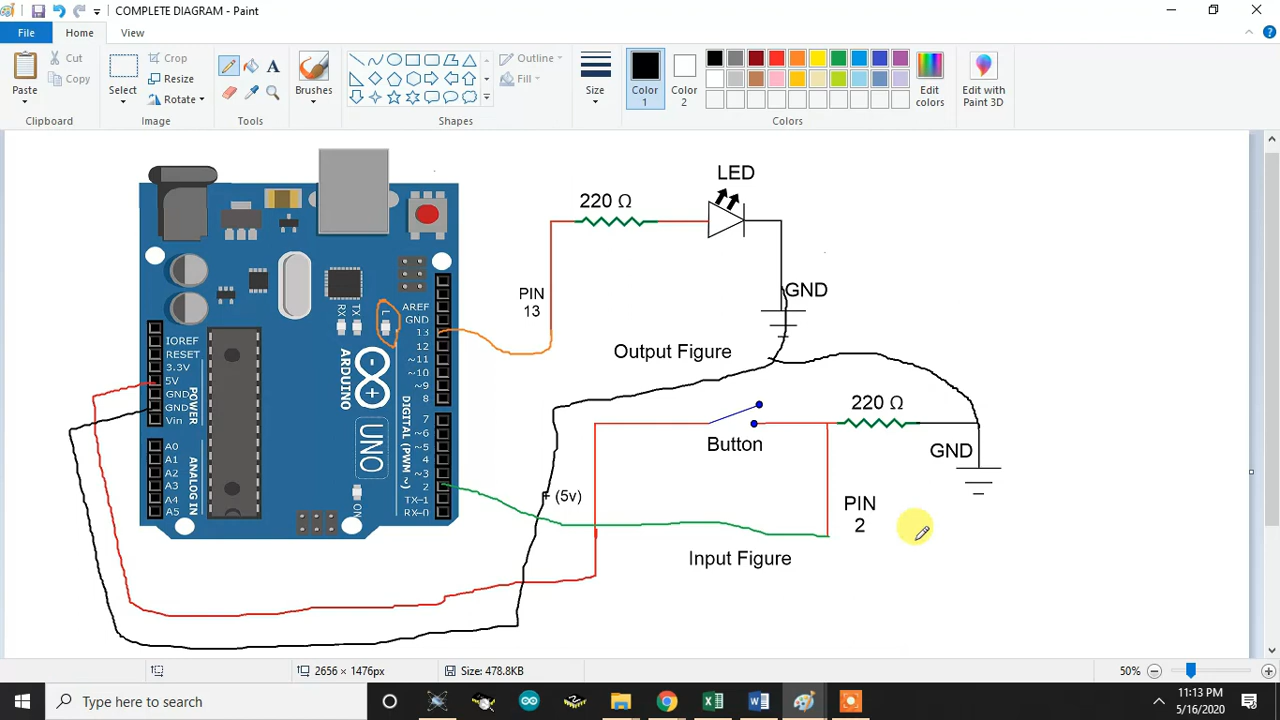 COMPLETE DIAGRAM - Paint
File
Home
View
Paste
Cut
Copy
Clipboard
Select
Crop
Resize
Rotate
Image
A
Tools
Brushes
Shapes
Outline
Fill
Size
Color
1
Color
2
Edit
colors
Colors
Edit with
Paint 3D
LED
220 Ω
PIN
13
GND
Output Figure
220 Ω
Button
GND
+ (5v)
PIN
2
Input Figure
RX
TX
L
AREF
GND
13
12
~11
~10
~9
8
7
~6
~5
4
~3
2
TX→1
RX←0
DIGITAL (PWM ~)
IOREF
RESET
3.3V
5V
GND
GND
Vin
POWER
A0
A1
A2
A3
A4
A5
ANALOG IN
ARDUINO
UNO
ON
2656 × 1476px
Size: 478.8KB
50%
Type here to search
11:13 PM
5/16/2020